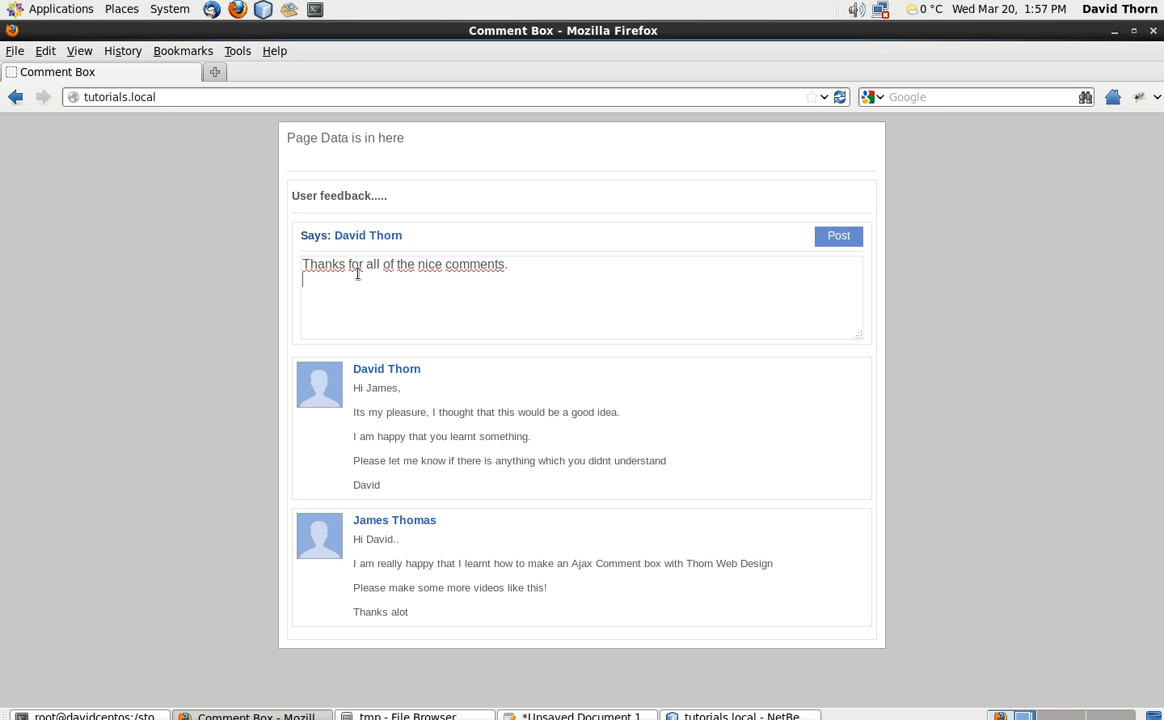 Applications Places System 0 °C Wed Mar 20, 1:57 PM David Thorn
Comment Box - Mozilla Firefox
File Edit View History Bookmarks Tools Help
Comment Box
tutorials.local Google
Page Data is in here
User feedback.....
Says: David Thorn Post
Thanks for all of the nice comments.
David Thorn
Hi James,
Its my pleasure, I thought that this would be a good idea.
I am happy that you learnt something.
Please let me know if there is anything which you didnt understand
David
James Thomas
Hi David..
I am really happy that I learnt how to make an Ajax Comment box with Thorn Web Design
Please make some more videos like this!
Thanks alot
root@davidcentos:/sto... Comment Box - Mozill... tmp - File Browser *Unsaved Document 1 ... tutorials.local - NetBe...